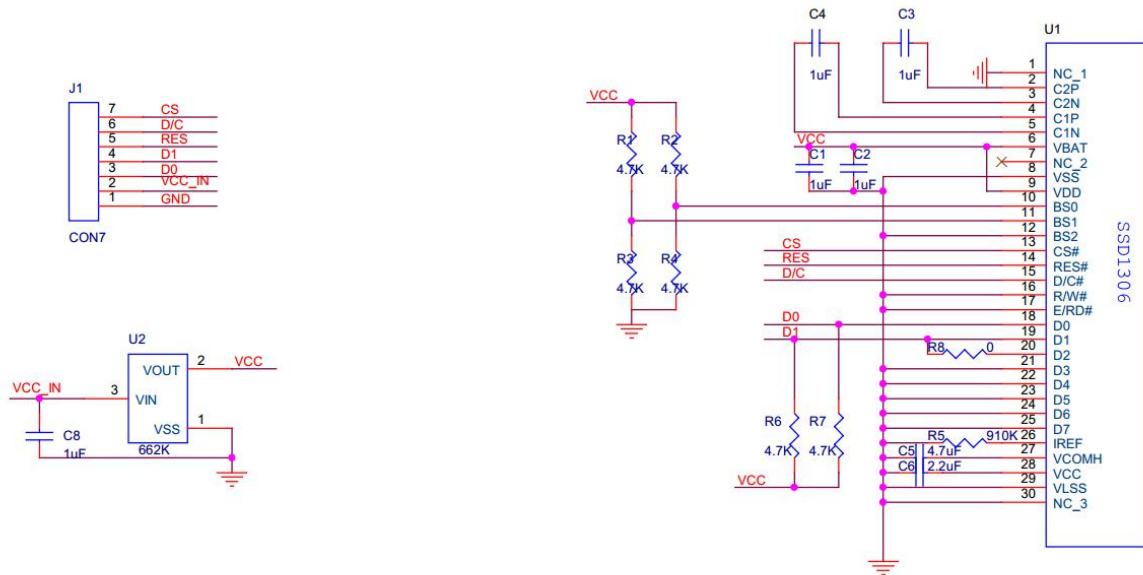 J1
7 CS
6 D/C
5 RES
4 D1
3 D0
2 VCC_IN
1 GND
CON7
U2
VCC_IN 3 VIN
VOUT 2 VCC
VSS 1
662K
C8
1uF
VCC
R1 R2
4.7K 4.7K
R3 R4
4.7K 4.7K
C4
1uF
C3
1uF
VCC
C1 C2
1uF 1uF
CS
RES
D/C
D0
D1
R8 0
R6 R7
4.7K 4.7K
VCC
R5 910K
C5 4.7uF
C6 2.2uF
U1
1 NC_1
2 C2P
3 C2N
4 C1P
5 C1N
6 VBAT
7 NC_2
8 VSS
9 VDD
10 BS0
11 BS1
12 BS2
13 CS#
14 RES#
15 D/C#
16 R/W#
17 E/RD#
18 D0
19 D1
20 D2
21 D3
22 D4
23 D5
24 D6
25 D7
26 IREF
27 VCOMH
28 VCC
29 VLSS
30 NC_3
SSD1306